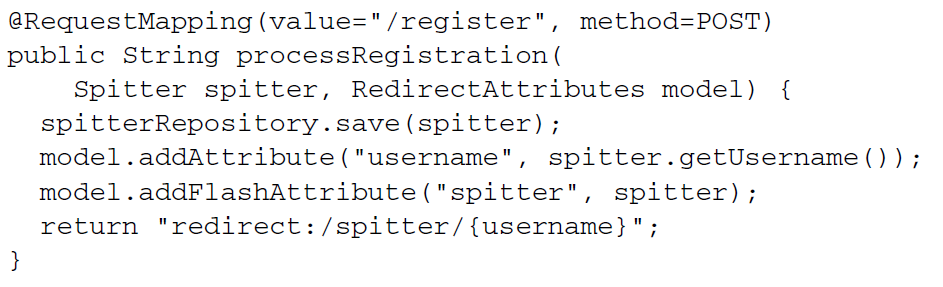 @RequestMapping(value="/register", method=POST)
public String processRegistration(
    Spitter spitter, RedirectAttributes model) {
  spitterRepository.save(spitter);
  model.addAttribute("username", spitter.getUsername());
  model.addFlashAttribute("spitter", spitter);
  return "redirect:/spitter/{username}";
}